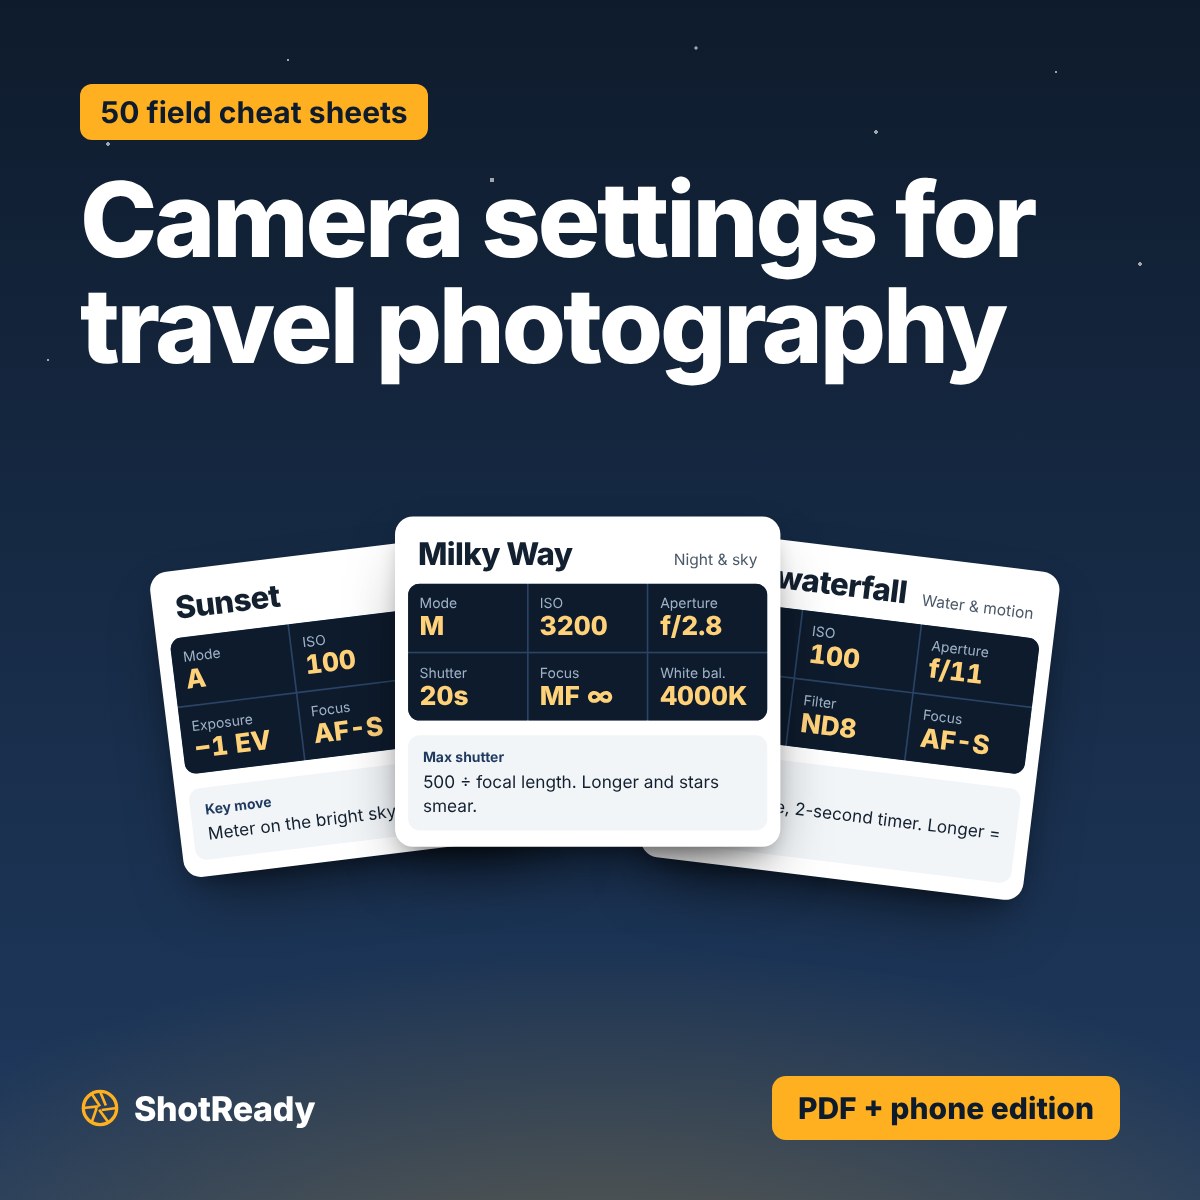 50 field cheat sheets
Camera settings for
travel photography
Sunset
Mode
A
ISO
100
Exposure
−1 EV
Focus
AF-S
Key move
Meter on the bright sky
Milky Way
Night & sky
Mode
M
ISO
3200
Aperture
f/2.8
Shutter
20s
Focus
MF ∞
White bal.
4000K
Max shutter
500 ÷ focal length. Longer and stars
smear.
waterfall
Water & motion
ISO
100
Aperture
f/11
Filter
ND8
Focus
AF-S
2-second timer. Longer =
ShotReady
PDF + phone edition